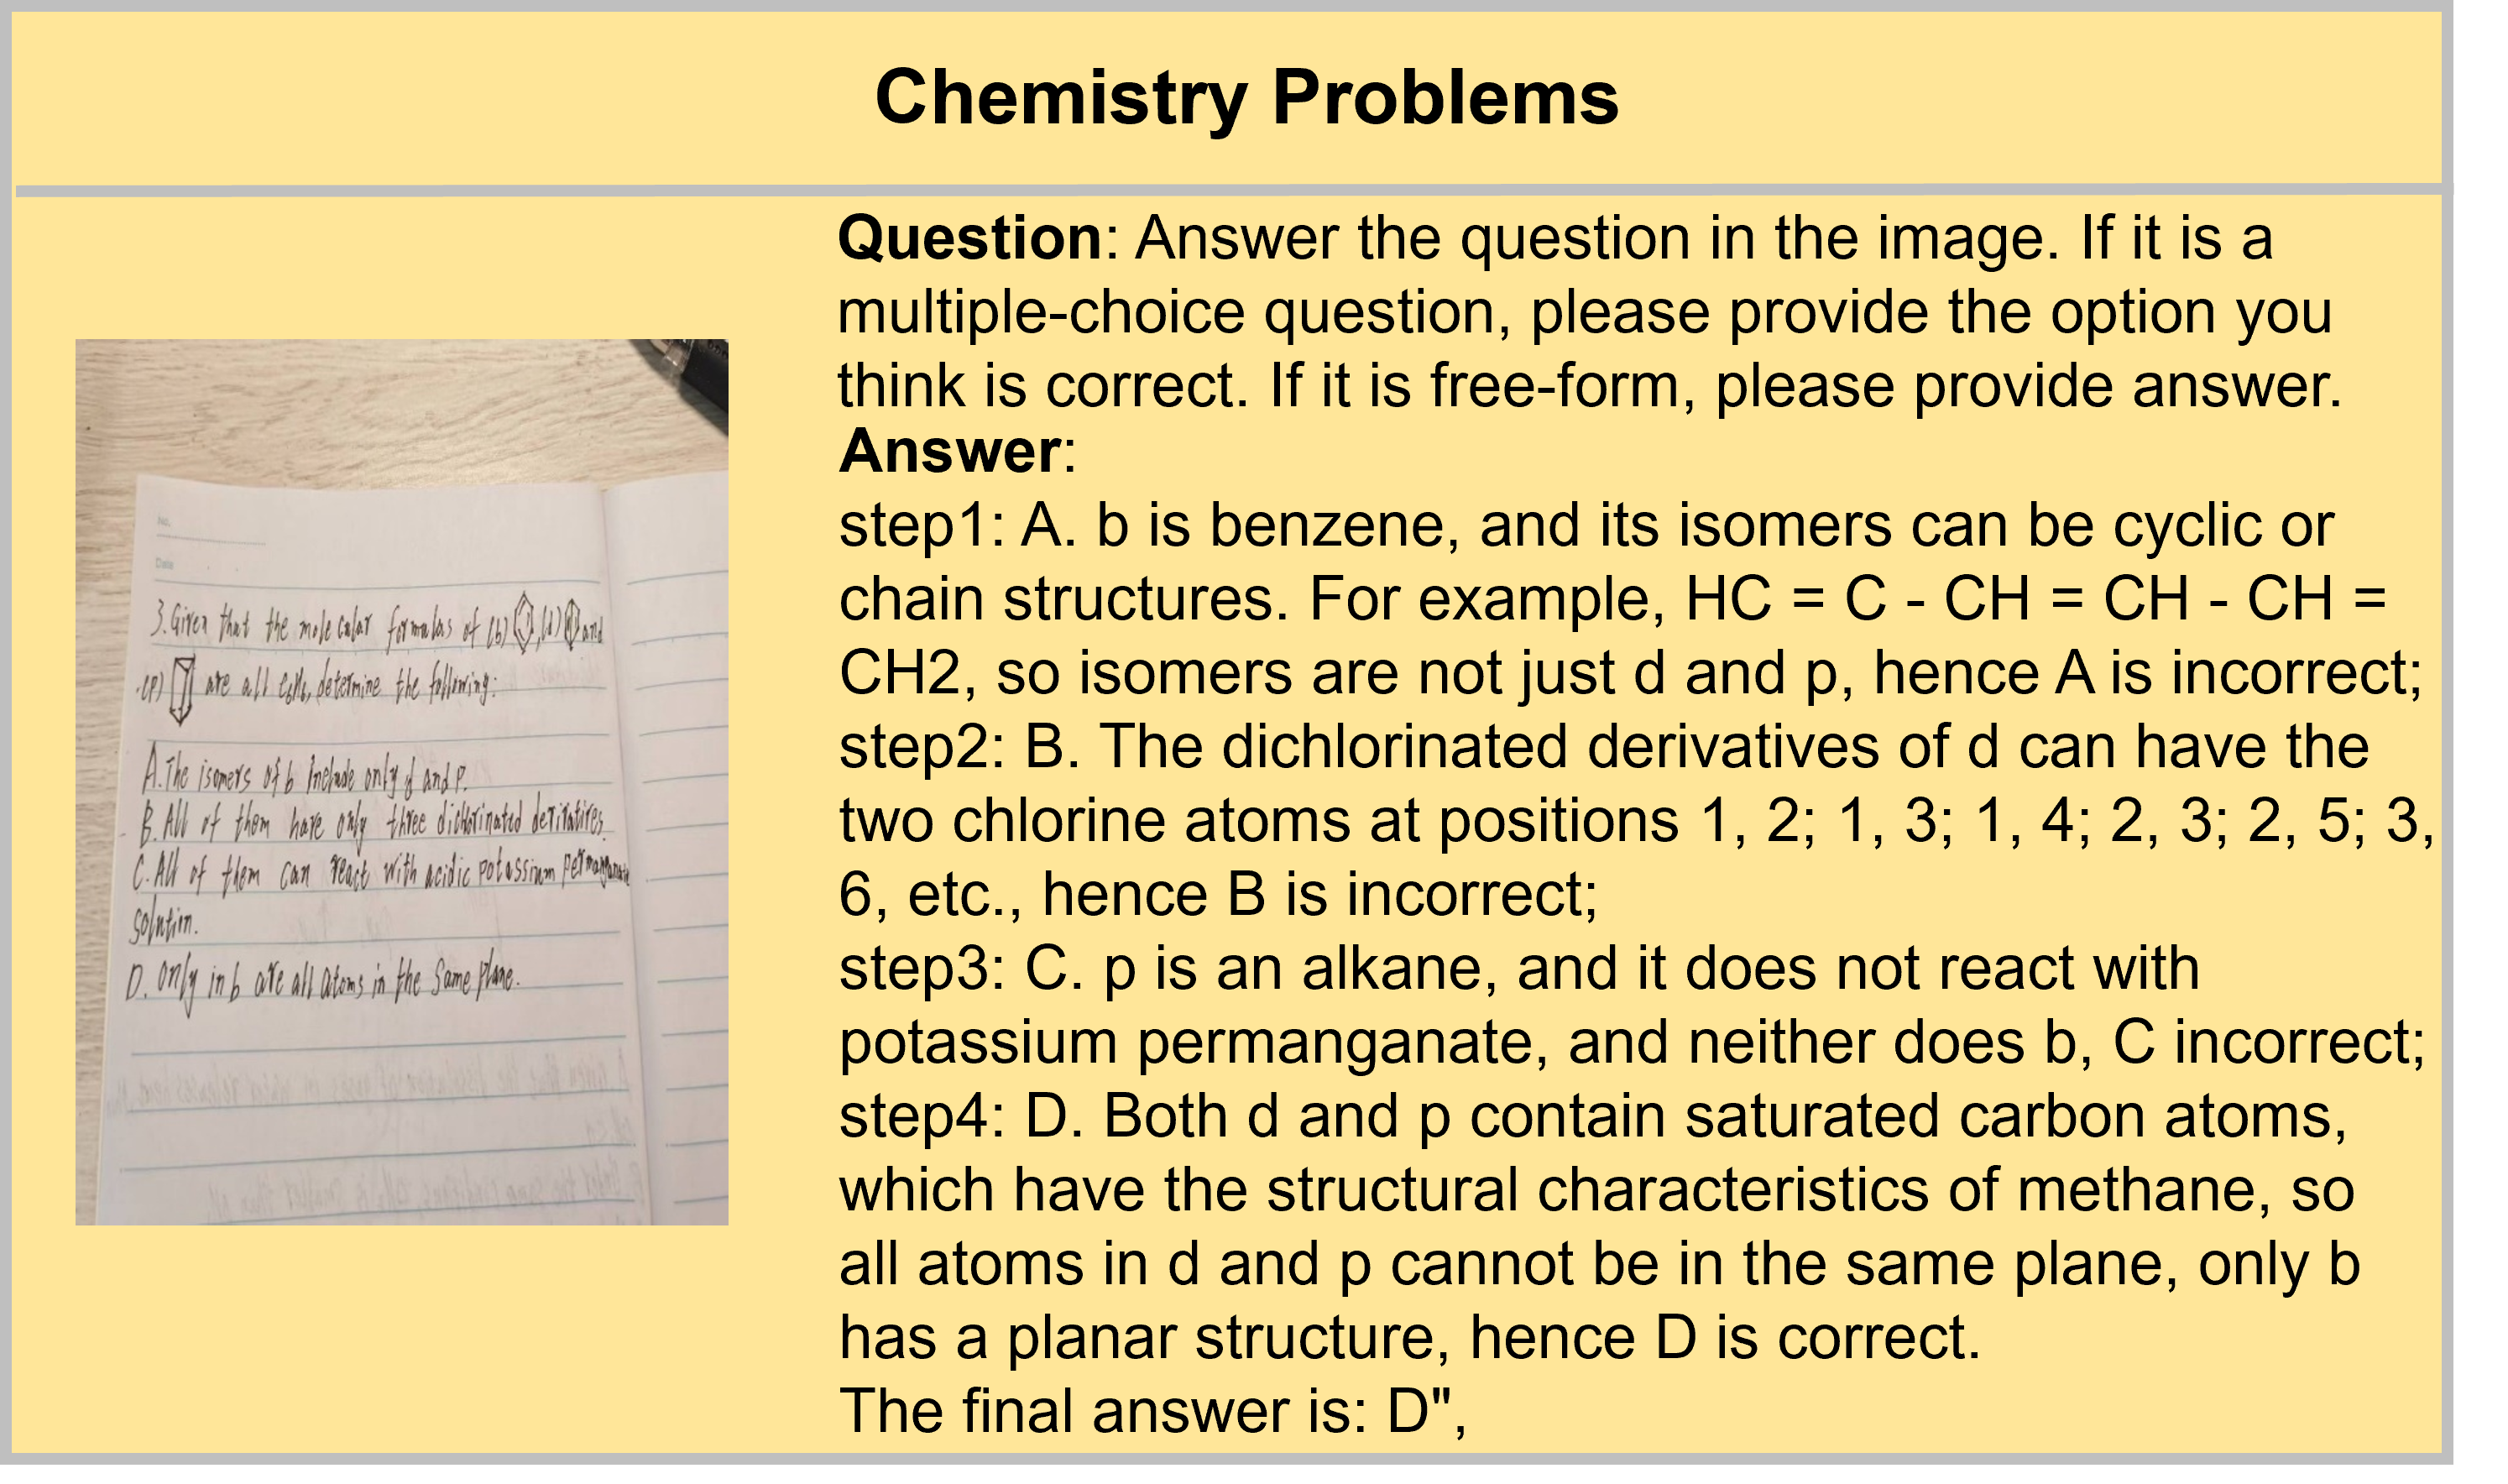 Chemistry Problems
No.
Date
3. Given that the molecular formulas of (b) , (d) and
(p) are all C6H6, determine the following:
A. The isomers of b include only d and p.
B. All of them have only three dichlorinated derivatives.
C. All of them can react with acidic potassium permanganate
solution.
D. Only in b are all atoms in the same plane.
Question: Answer the question in the image. If it is a
multiple-choice question, please provide the option you
think is correct. If it is free-form, please provide answer.
Answer:
step1: A. b is benzene, and its isomers can be cyclic or
chain structures. For example, HC = C - CH = CH - CH =
CH2, so isomers are not just d and p, hence A is incorrect;
step2: B. The dichlorinated derivatives of d can have the
two chlorine atoms at positions 1, 2; 1, 3; 1, 4; 2, 3; 2, 5; 3,
6, etc., hence B is incorrect;
step3: C. p is an alkane, and it does not react with
potassium permanganate, and neither does b, C incorrect;
step4: D. Both d and p contain saturated carbon atoms,
which have the structural characteristics of methane, so
all atoms in d and p cannot be in the same plane, only b
has a planar structure, hence D is correct.
The final answer is: D",